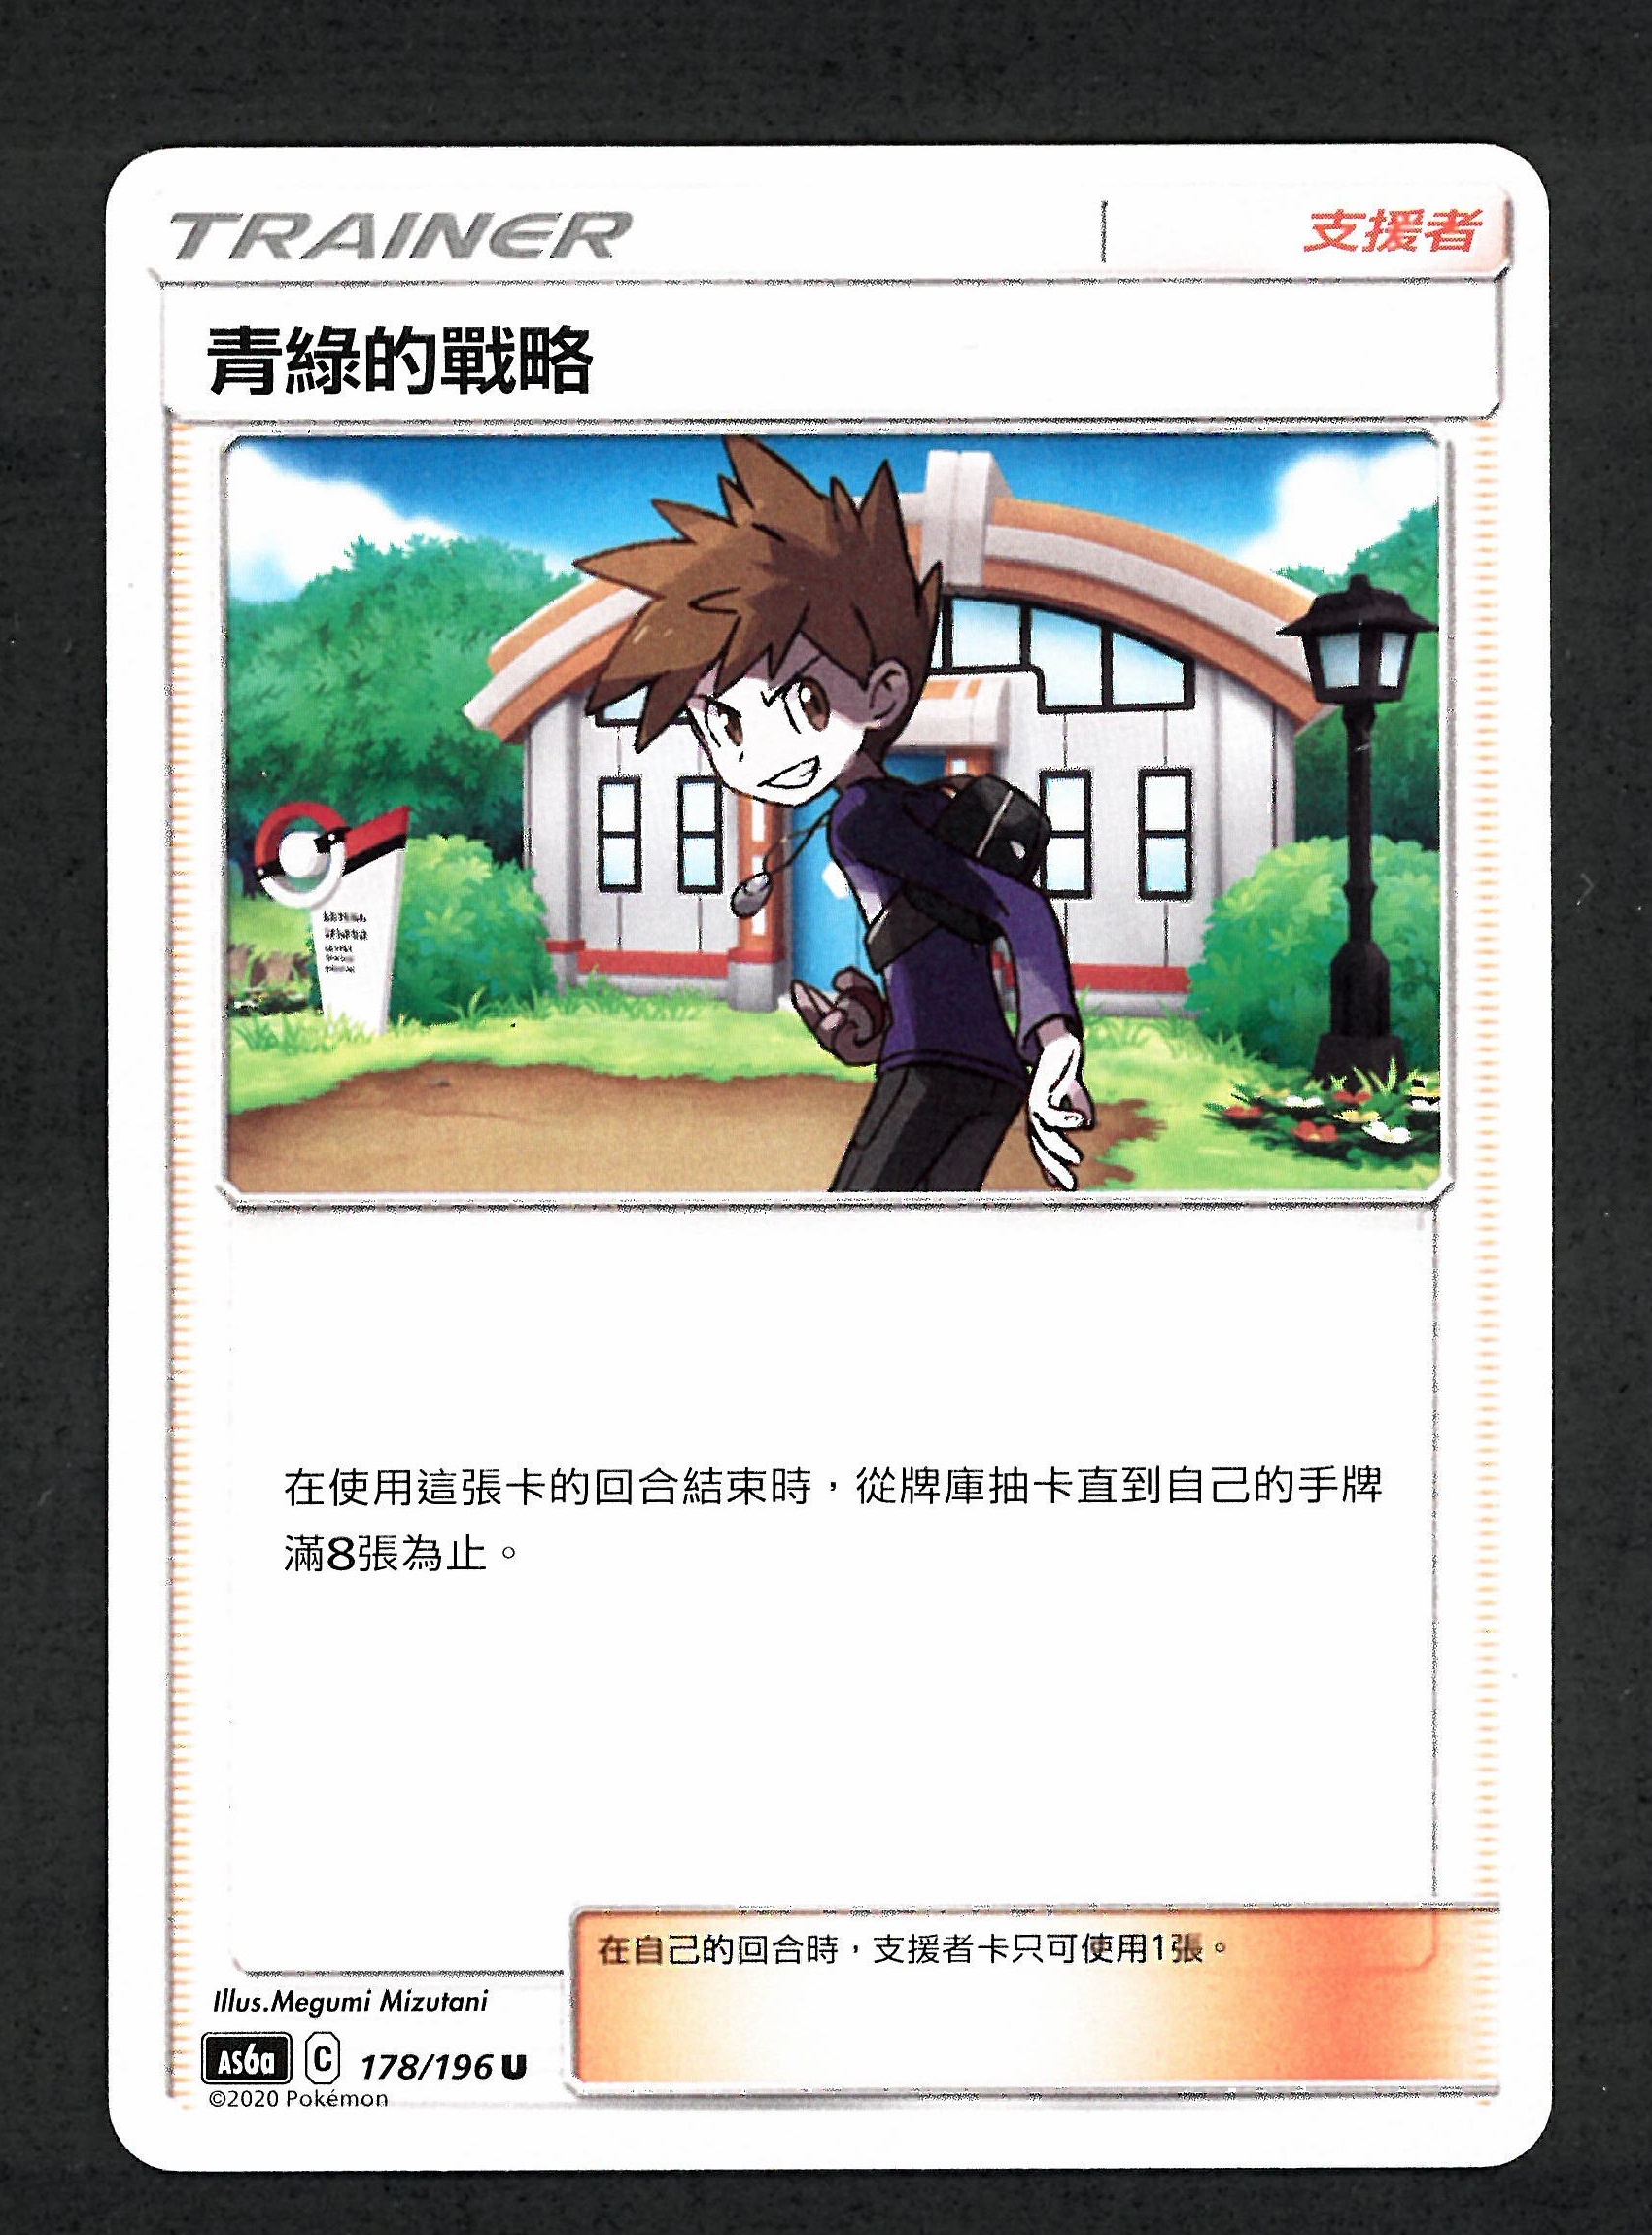 TRAINER
支援者
青綠的戰略
在使用這張卡的回合結束時，從牌庫抽卡直到自己的手牌
滿8張為止。
在自己的回合時，支援者卡只可使用1張。
Illus.Megumi Mizutani
AS6a C 178/196 U
©2020 Pokémon